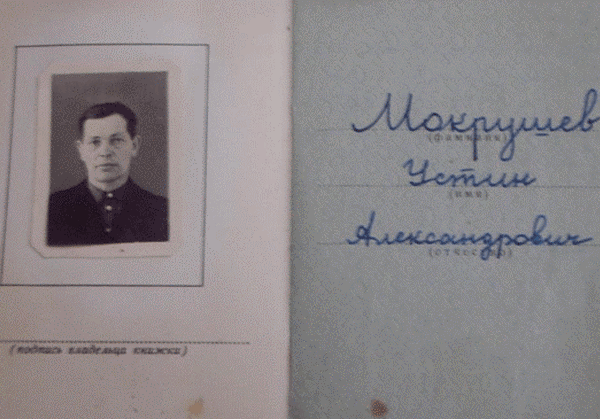 (подпись владельца книжки)
Мокрушев
(фамилия)
Устин
(имя)
Александрович
(отчество)